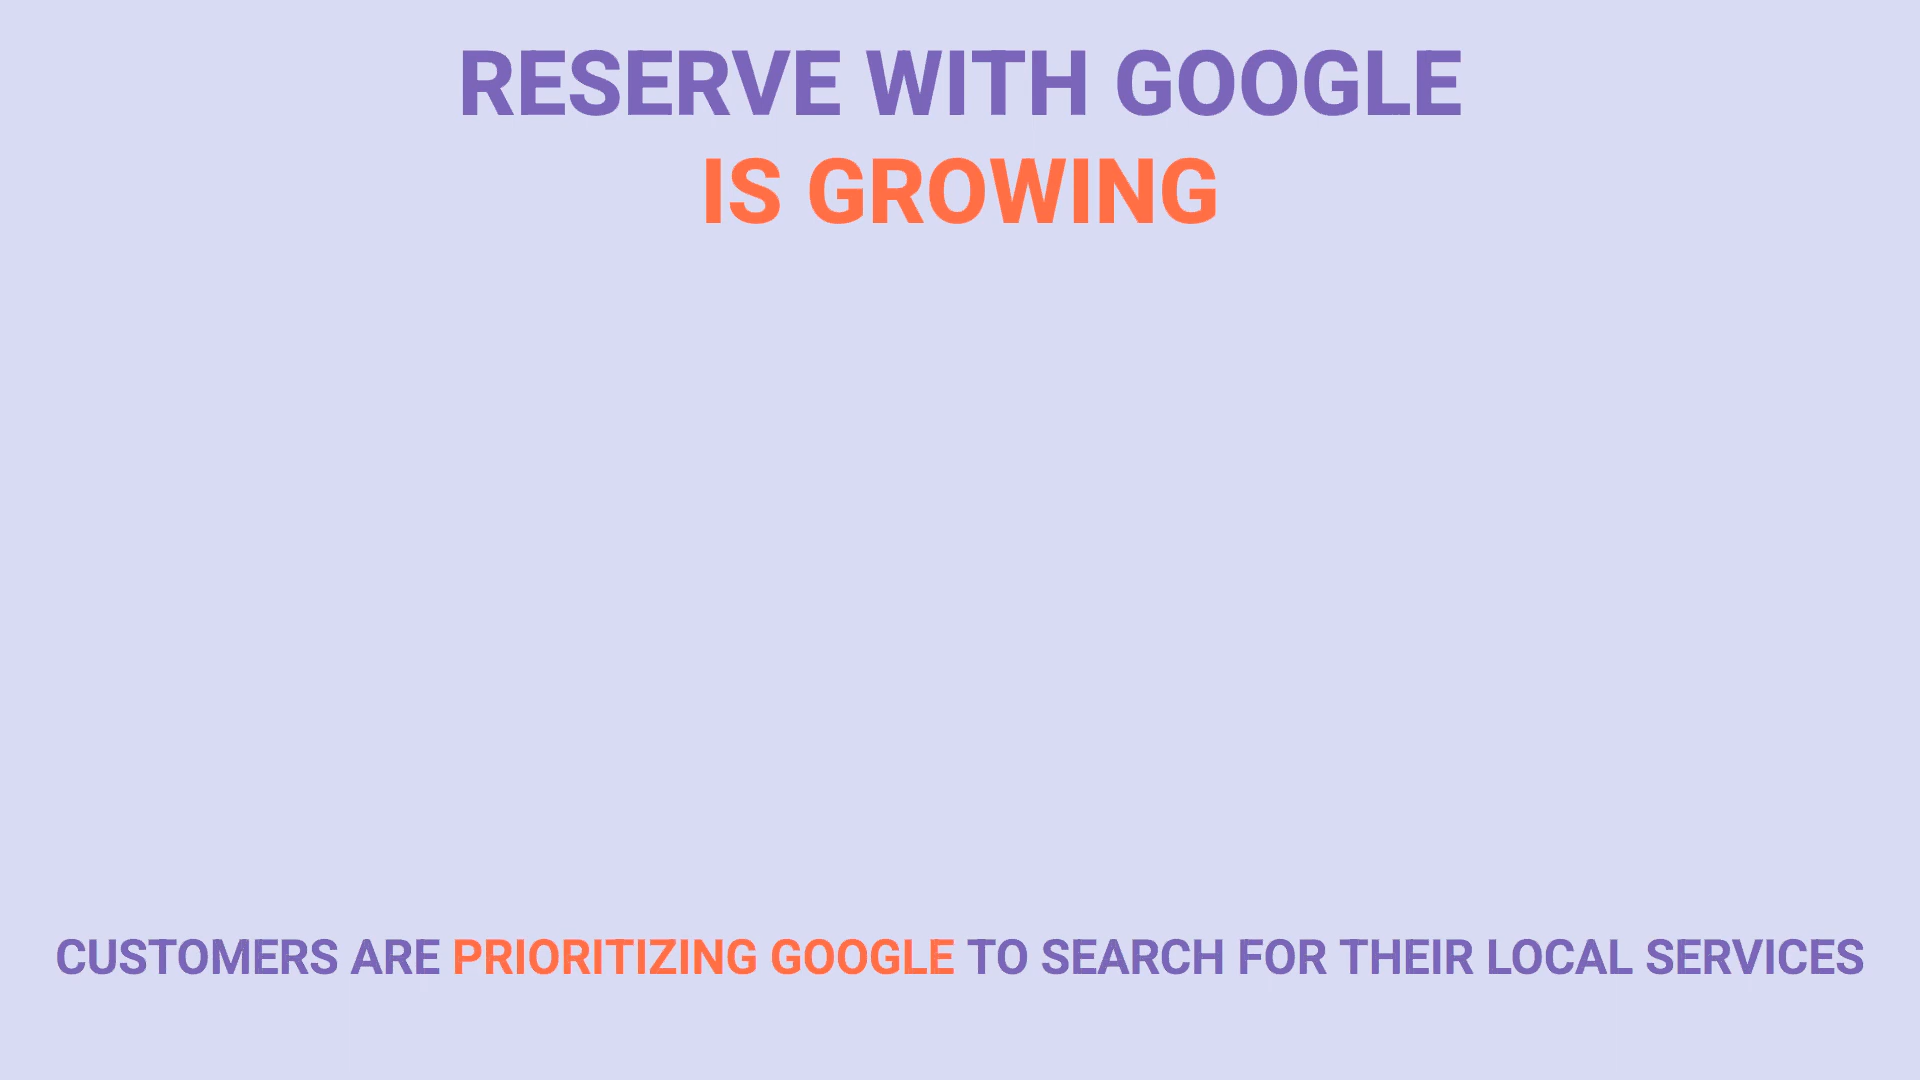 RESERVE WITH GOOGLE
IS GROWING
CUSTOMERS ARE PRIORITIZING GOOGLE TO SEARCH FOR THEIR LOCAL SERVICES